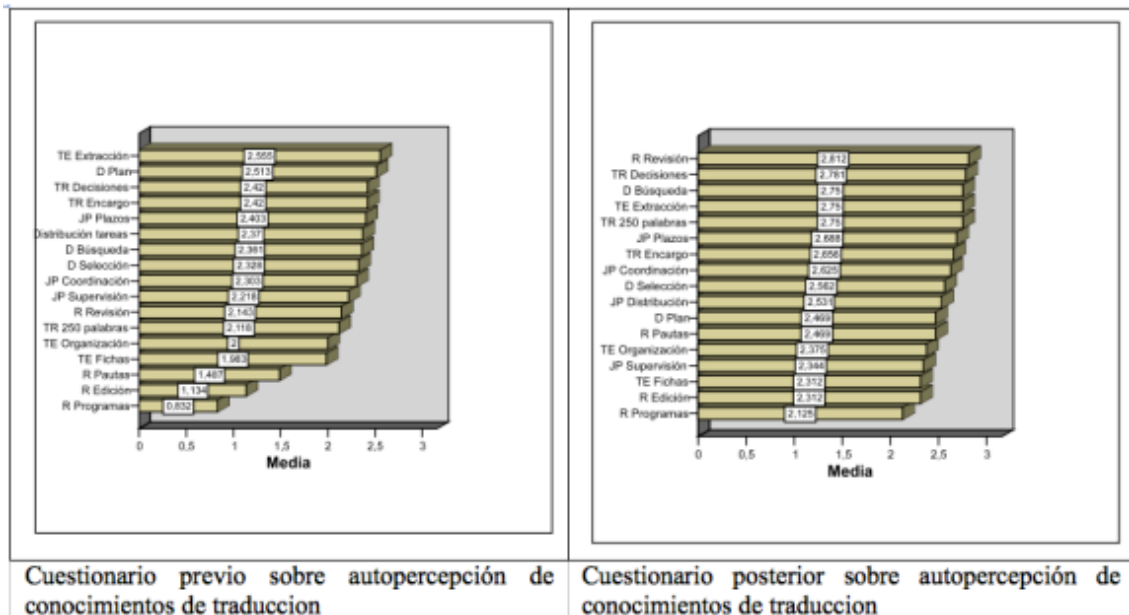 TE Extracción 2,555
D Plan 2,513
TR Decisiones 2,42
TR Encargo 2,42
JP Plazos 2,403
Distribución tareas 2,37
D Búsqueda 2,361
D Selección 2,328
JP Coordinación 2,303
JP Supervisión 2,218
R Revisión 2,143
TR 250 palabras 2,118
TE Organización 2
TE Fichas 1,983
R Pautas 1,487
R Edición 1,134
R Programas 0,832
0 0,5 1 1,5 2 2,5 3
Media
Cuestionario previo sobre autopercepción de
conocimientos de traduccion
R Revisión 2,812
TR Decisiones 2,781
D Búsqueda 2,75
TE Extracción 2,75
TR 250 palabras 2,75
JP Plazos 2,688
TR Encargo 2,656
JP Coordinación 2,625
D Selección 2,562
JP Distribución 2,531
D Plan 2,469
R Pautas 2,469
TE Organización 2,375
JP Supervisión 2,344
TE Fichas 2,312
R Edición 2,312
R Programas 2,125
0 0,5 1 1,5 2 2,5 3
Media
Cuestionario posterior sobre autopercepción de
conocimientos de traduccion